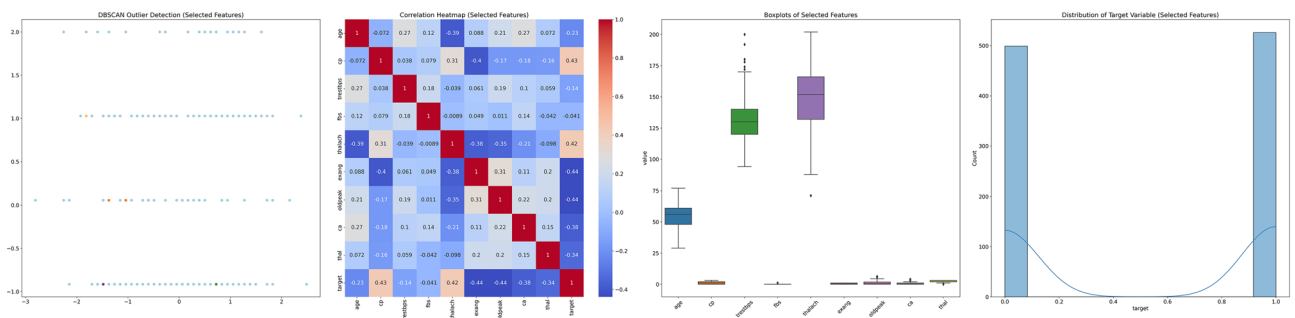 DBSCAN Outlier Detection (Selected Features)
2.0
1.5
1.0
0.5
0.0
−0.5
−1.0
−3 −2 −1 0 1 2
Correlation Heatmap (Selected Features)
age 1 -0.072 0.27 0.12 -0.39 0.088 0.21 0.27 0.072 -0.23
cp -0.072 1 0.038 0.079 0.31 -0.4 -0.17 -0.18 -0.16 0.43
trestbps 0.27 0.038 1 0.18 -0.039 0.061 0.19 0.1 0.059 -0.14
fbs 0.12 0.079 0.18 1 -0.0089 0.049 0.011 0.14 -0.042 -0.041
thalach -0.39 0.31 -0.039 -0.0089 1 -0.38 -0.35 -0.21 -0.098 0.42
exang 0.088 -0.4 0.061 0.049 -0.38 1 0.31 0.11 0.2 -0.44
oldpeak 0.21 -0.17 0.19 0.011 -0.35 0.31 1 0.22 0.2 -0.44
ca 0.27 -0.18 0.1 0.14 -0.21 0.11 0.22 1 0.15 -0.38
thal 0.072 -0.16 0.059 -0.042 -0.098 0.2 0.2 0.15 1 -0.34
target -0.23 0.43 -0.14 -0.041 0.42 -0.44 -0.44 -0.38 -0.34 1
age cp trestbps fbs thalach exang oldpeak ca thal target
1.0
0.8
0.6
0.4
0.2
0.0
−0.2
−0.4
Boxplots of Selected Features
value
200
175
150
125
100
75
50
25
0
age cp trestbps fbs thalach exang oldpeak ca thal
Distribution of Target Variable (Selected Features)
Count
500
400
300
200
100
0
0.0 0.2 0.4 0.6 0.8 1.0
target